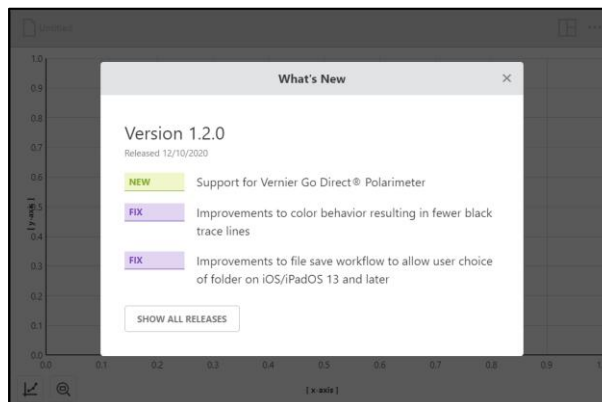 Untitled
What's New
×
Version 1.2.0
Released 12/10/2020
NEW Support for Vernier Go Direct® Polarimeter
FIX Improvements to color behavior resulting in fewer black
trace lines
FIX Improvements to file save workflow to allow user choice
of folder on iOS/iPadOS 13 and later
SHOW ALL RELEASES
1.0
0.9
0.8
0.7
0.6
0.5
0.4
0.3
0.2
0.1
0.0
[ y-axis ]
0.0 0.1 0.2 0.3 0.4 0.5 0.6 0.7 0.8 0.9
[ x-axis ]